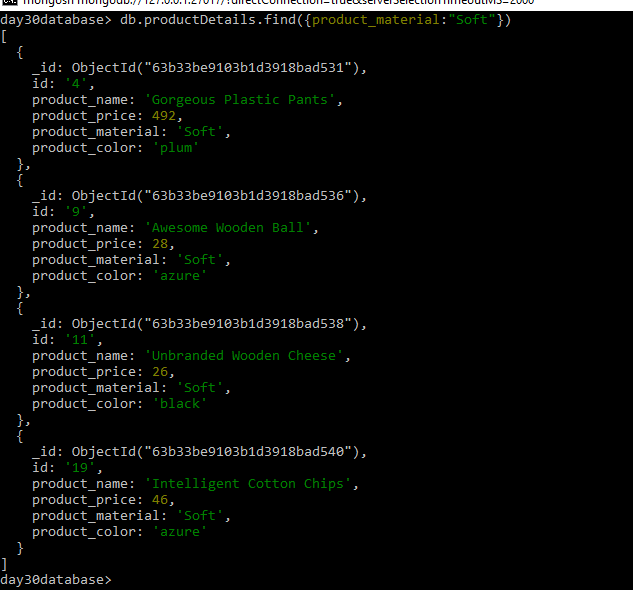 mongosh mongodb://127.0.0.1:27017/?directConnection=true&serverSelectionTimeoutMS=2000
day30database> db.productDetails.find({product_material:"Soft"})
[
  {
    _id: ObjectId("63b33be9103b1d3918bad531"),
    id: '4',
    product_name: 'Gorgeous Plastic Pants',
    product_price: 492,
    product_material: 'Soft',
    product_color: 'plum'
  },
  {
    _id: ObjectId("63b33be9103b1d3918bad536"),
    id: '9',
    product_name: 'Awesome Wooden Ball',
    product_price: 28,
    product_material: 'Soft',
    product_color: 'azure'
  },
  {
    _id: ObjectId("63b33be9103b1d3918bad538"),
    id: '11',
    product_name: 'Unbranded Wooden Cheese',
    product_price: 26,
    product_material: 'Soft',
    product_color: 'black'
  },
  {
    _id: ObjectId("63b33be9103b1d3918bad540"),
    id: '19',
    product_name: 'Intelligent Cotton Chips',
    product_price: 46,
    product_material: 'Soft',
    product_color: 'azure'
  }
]
day30database>